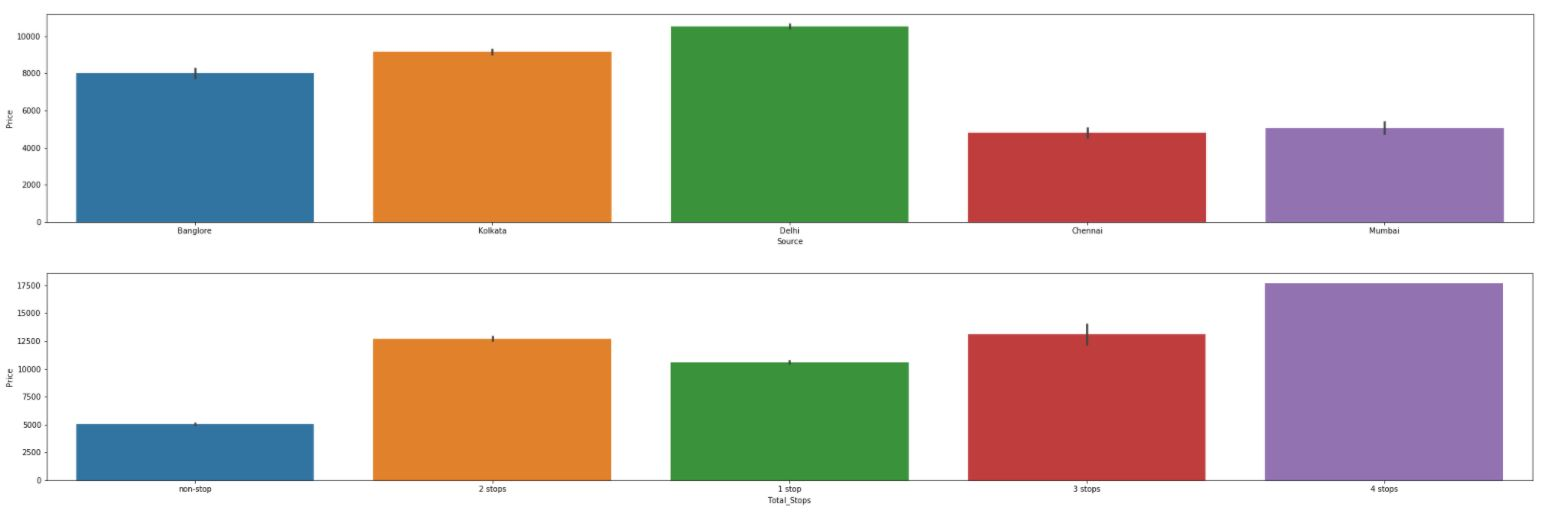 10000
8000
6000
4000
2000
0
Price
Banglore Kolkata Delhi Chennai Mumbai
Source
17500
15000
12500
10000
7500
5000
2500
0
Price
non-stop 2 stops 1 stop 3 stops 4 stops
Total_Stops